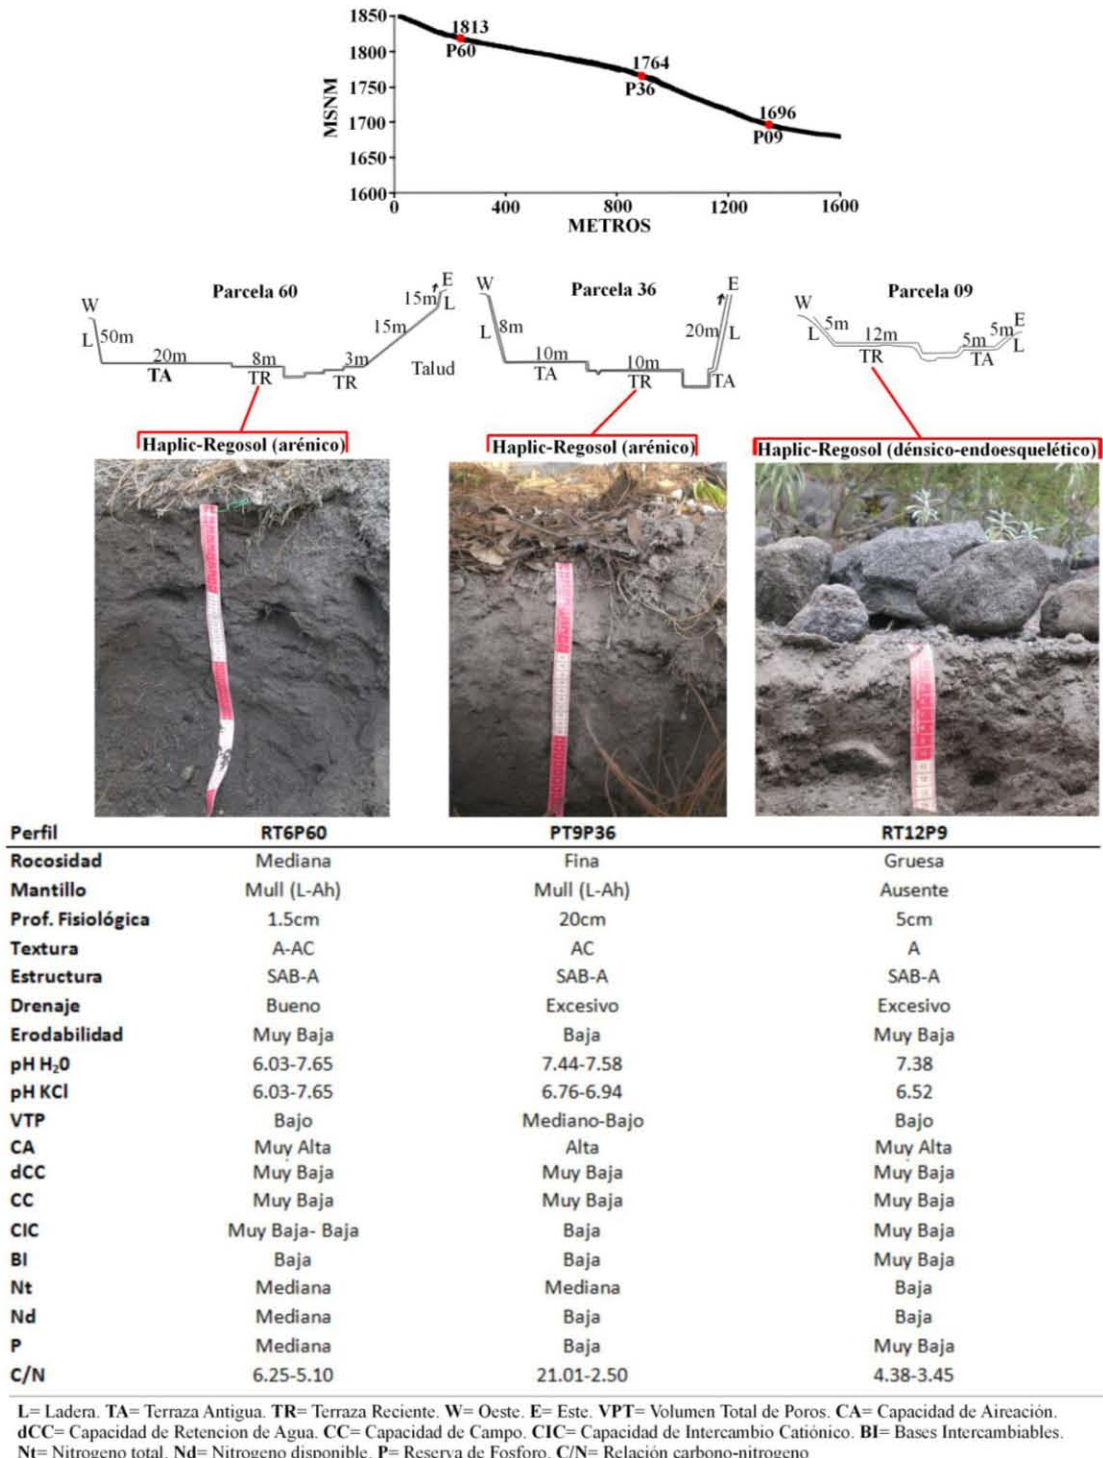 1850
1813
1800
P60
1764
1750
P36
1700
1696
P09
1650
1600
MSNM
0 400 800 1200 1600
METROS
Parcela 60
W
L 50m
20m
TA
8m
TR
3m
TR
15m
15m
E
L
Talud
Parcela 36
W
L 8m
10m
TA
10m
TR
20m
E
L
TA
Parcela 09
W
L
5m
12m
TR
5m
TA
5m
E
L
Haplic-Regosol (arénico)
Haplic-Regosol (arénico)
Haplic-Regosol (dénsico-endoesquelético)
Perfil RT6P60 PT9P36 RT12P9
Rocosidad Mediana Fina Gruesa
Mantillo Mull (L-Ah) Mull (L-Ah) Ausente
Prof. Fisiológica 1.5cm 20cm 5cm
Textura A-AC AC A
Estructura SAB-A SAB-A SAB-A
Drenaje Bueno Excesivo Excesivo
Erodabilidad Muy Baja Baja Muy Baja
pH H₂0 6.03-7.65 7.44-7.58 7.38
pH KCl 6.03-7.65 6.76-6.94 6.52
VTP Bajo Mediano-Bajo Bajo
CA Muy Alta Alta Muy Alta
dCC Muy Baja Muy Baja Muy Baja
CC Muy Baja Muy Baja Muy Baja
CIC Muy Baja- Baja Baja Muy Baja
BI Baja Baja Muy Baja
Nt Mediana Mediana Baja
Nd Mediana Baja Baja
P Mediana Baja Muy Baja
C/N 6.25-5.10 21.01-2.50 4.38-3.45
L= Ladera. TA= Terraza Antigua. TR= Terraza Reciente. W= Oeste. E= Este. VPT= Volumen Total de Poros. CA= Capacidad de Aireación.
dCC= Capacidad de Retencion de Agua. CC= Capacidad de Campo. CIC= Capacidad de Intercambio Catiónico. BI= Bases Intercambiables.
Nt= Nitrogeno total. Nd= Nitrogeno disponible. P= Reserva de Fosforo. C/N= Relación carbono-nitrogeno